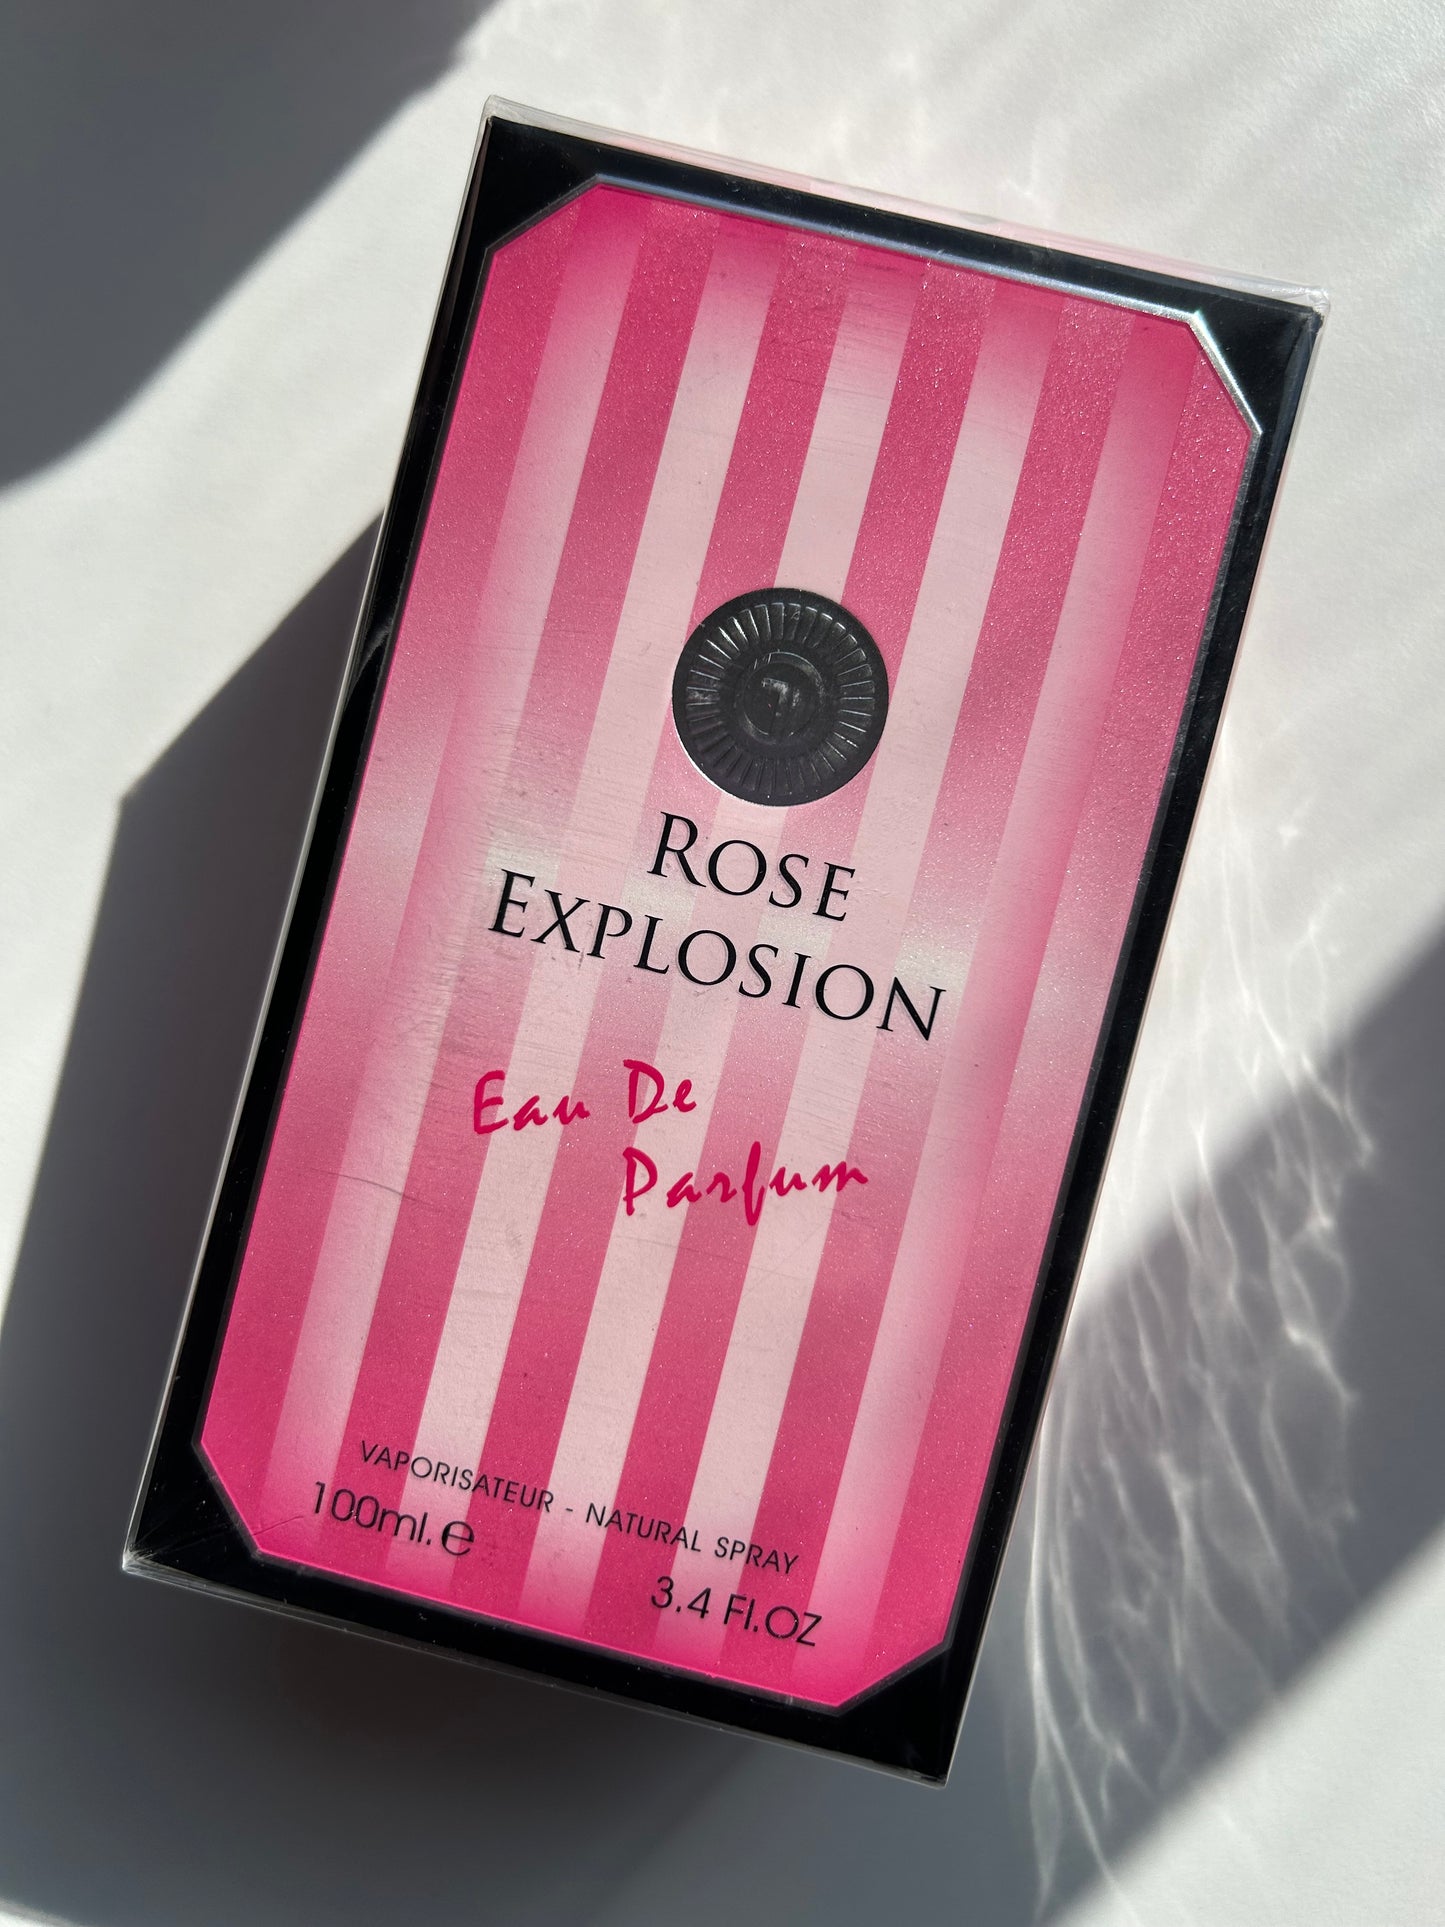 ROSE
EXPLOSION
Eau De
Parfum
VAPORISATEUR - NATURAL SPRAY
100ml.e
3.4 Fl.OZ